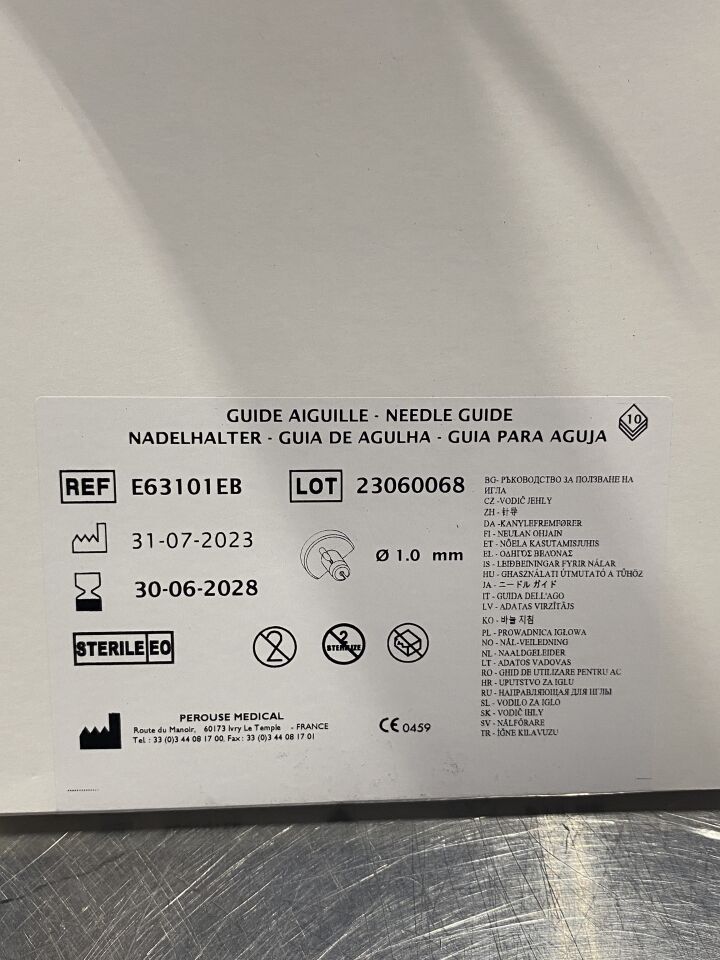 GUIDE AIGUILLE - NEEDLE GUIDE
NADELHALTER - GUIA DE AGULHA - GUIA PARA AGUJA
10
REF E63101EB
LOT 23060068
31-07-2023
30-06-2028
Ø 1.0 mm
STERILE EO
2
2
STERILIZE
PEROUSE MEDICAL
Route du Manoir, 60173 Ivry Le Temple - FRANCE
Tel. : 33 (0)3 44 08 17 00, Fax : 33 (0)3 44 08 17 01
CE 0459
BG- РЪКОВОДСТВО ЗА ПОЛЗВАНЕ НА
ИГЛА
CZ -VODIČ JEHLY
ZH - 针导
DA -KANYLEFREMFØRER
FI - NEULAN OHJAIN
ET - NÕELA KASUTAMISJUHIS
EL - ΟΔΗΓΟΣ ΒΕΛΟΝΑΣ
IS - LEIÐBEININGAR FYRIR NÁLAR
HU - GHASZNÁLATI ÚTMUTATÓ A TŰHÖZ
JA - ニードル ガイド
IT - GUIDA DELL'AGO
LV - ADATAS VIRZĪTĀJS
KO - 바늘 지침
PL - PROWADNICA IGŁOWA
NO - NÅL-VEILEDNING
NL - NAALDGELEIDER
LT - ADATOS VADOVAS
RO - GHID DE UTILIZARE PENTRU AC
HR - UPUTSTVO ZA IGLU
RU - НАПРАВЛЯЮЩАЯ ДЛЯ ИГЛЫ
SL - VODILO ZA IGLO
SK - VODIČ IHLY
SV - NÅLFÖRARE
TR - İĞNE KILAVUZU